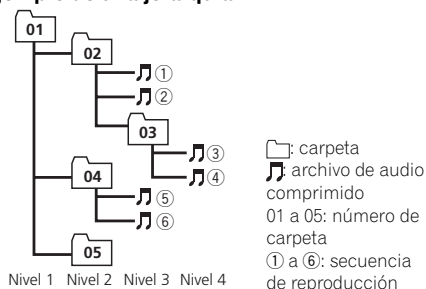 01
02
①
②
03
③
④
04
⑤
⑥
05
Nivel 1 Nivel 2 Nivel 3 Nivel 4
: carpeta
: archivo de audio
comprimido
01 a 05: número de
carpeta
① a ⑥: secuencia
de reproducción